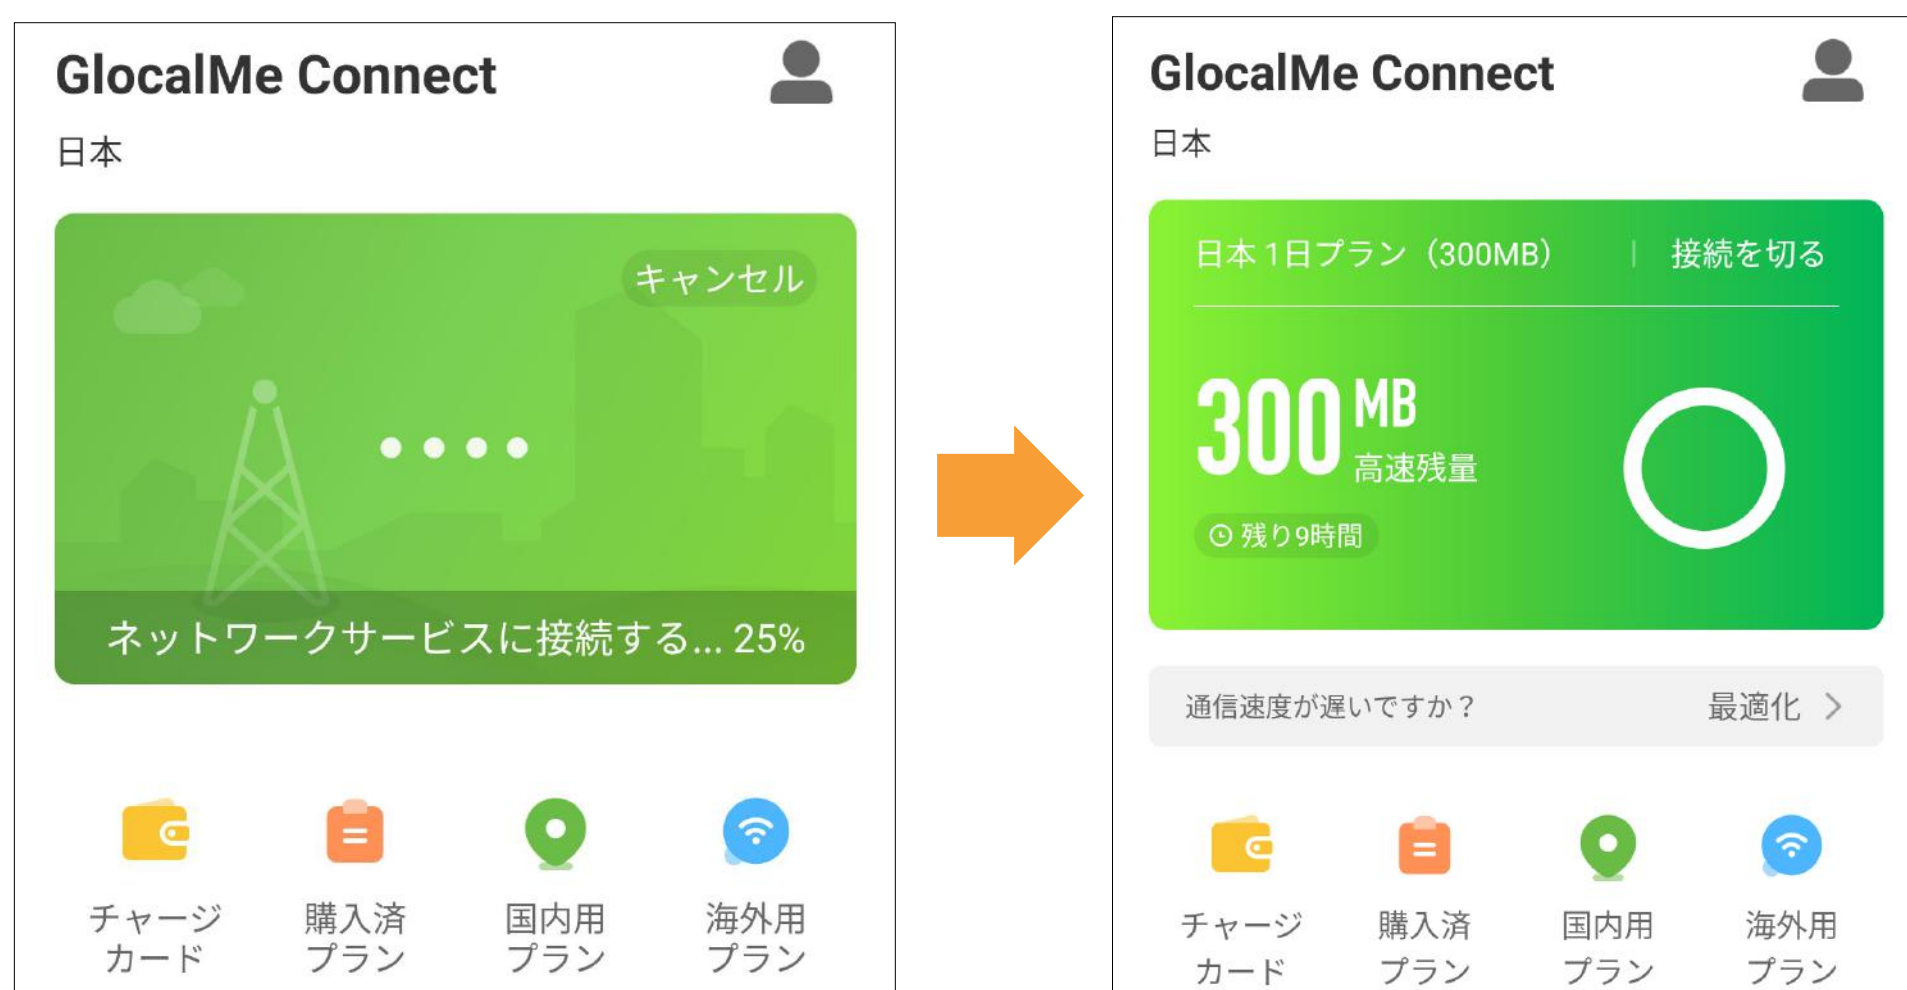 GlocalMe Connect
日本
キャンセル
ネットワークサービスに接続する... 25%
チャージ
カード
購入済
プラン
国内用
プラン
海外用
プラン
GlocalMe Connect
日本
日本 1日プラン（300MB） | 接続を切る
300 MB
高速残量
残り9時間
通信速度が遅いですか？ 最適化 >
チャージ
カード
購入済
プラン
国内用
プラン
海外用
プラン